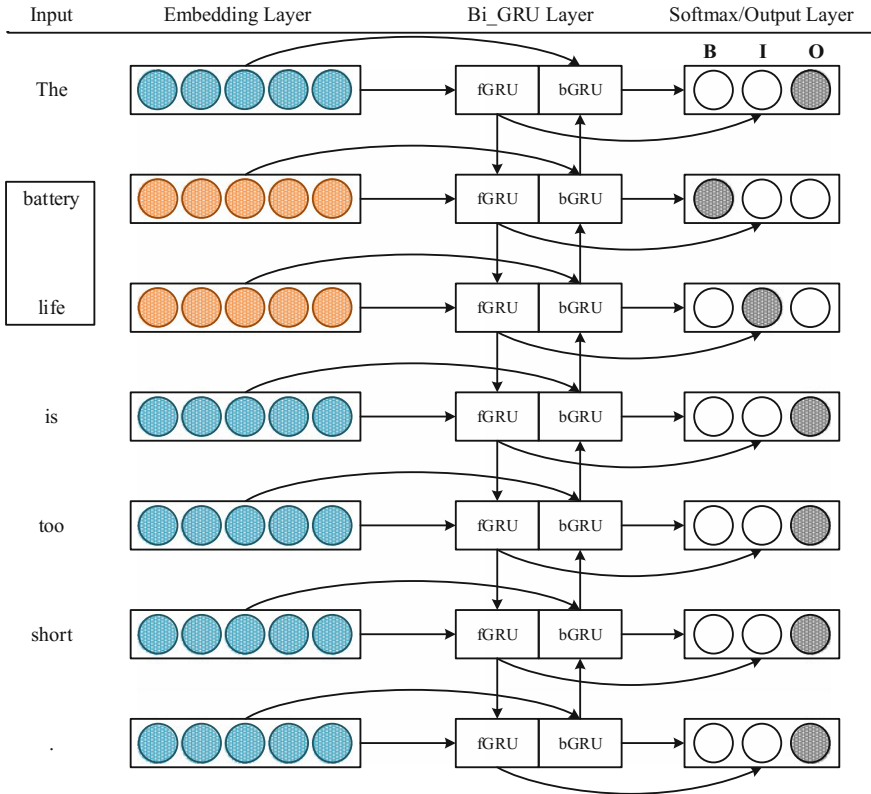 Input Embedding Layer Bi_GRU Layer Softmax/Output Layer
B I O
The fGRU bGRU
battery fGRU bGRU
life fGRU bGRU
is fGRU bGRU
too fGRU bGRU
short fGRU bGRU
. fGRU bGRU